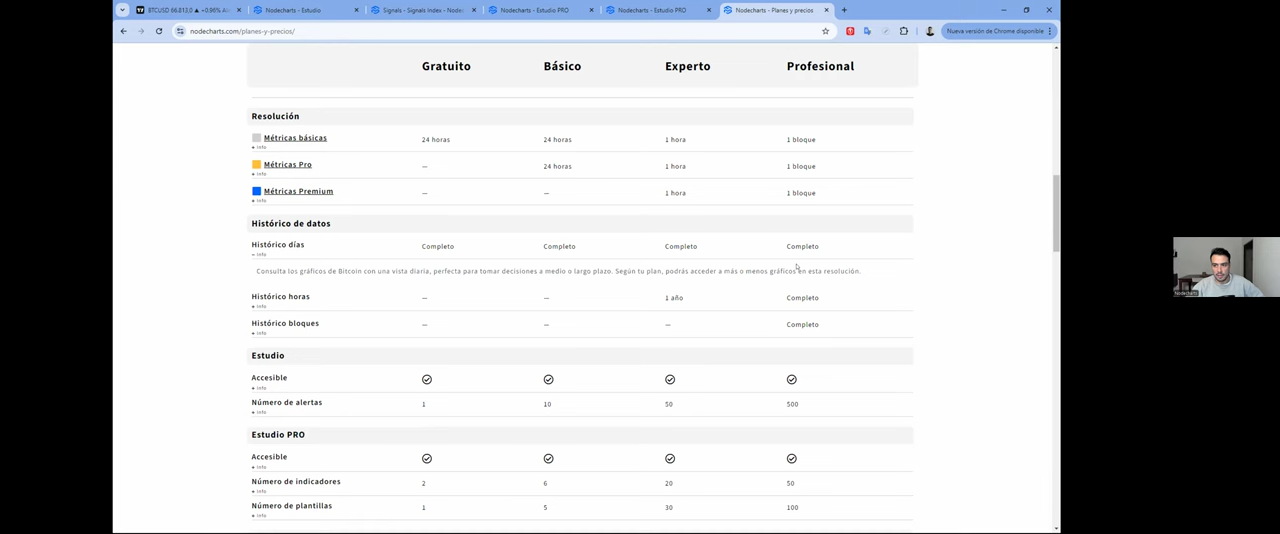 BTCUSD 66.813,0 ▲ +0.96%
Nodecharts - Estudio
Signals - Signals Index - Node
Nodecharts - Estudio PRO
Nodecharts - Estudio PRO
Nodecharts - Planes y precios
nodecharts.com/planes-y-precios/
Nueva versión de Chrome disponible
Gratuito Básico Experto Profesional
Resolución
Métricas básicas 24 horas 24 horas 1 hora 1 bloque
+ info
Métricas Pro — 24 horas 1 hora 1 bloque
+ info
Métricas Premium — — 1 hora 1 bloque
+ info
Histórico de datos
Histórico días Completo Completo Completo Completo
− info
Consulta los gráficos de Bitcoin con una vista diaria, perfecta para tomar decisiones a medio o largo plazo. Según tu plan, podrás acceder a más o menos gráficos en esta resolución.
Histórico horas — — 1 año Completo
+ info
Histórico bloques — — — Completo
+ info
Estudio
Accesible
+ info
Número de alertas 1 10 50 500
+ info
Estudio PRO
Accesible
+ info
Número de indicadores 2 6 20 50
+ info
Número de plantillas 1 5 30 100
+ info
Nodecharts